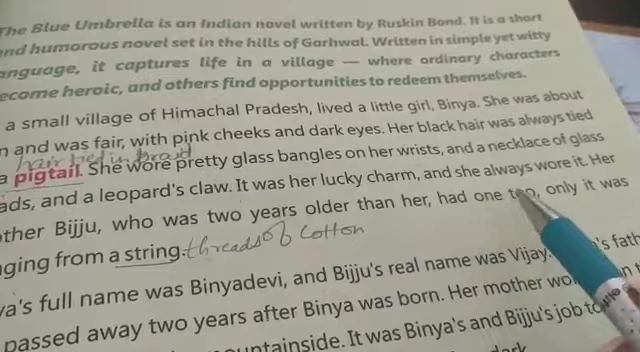 The Blue Umbrella is an Indian novel written by Ruskin Bond. It is a short
and humorous novel set in the hills of Garhwal. Written in simple yet witty
language, it captures life in a village — where ordinary characters
become heroic, and others find opportunities to redeem themselves.
a small village of Himachal Pradesh, lived a little girl, Binya. She was about
n and was fair, with pink cheeks and dark eyes. Her black hair was always tied
hair tied in braid
a pigtail. She wore pretty glass bangles on her wrists, and a necklace of glass
ads, and a leopard's claw. It was her lucky charm, and she always wore it. Her
other Bijju, who was two years older than her, had one too, only it was
nging from a string. threads of cotton
ya's full name was Binyadevi, and Bijju's real name was Vijay. 's fath
passed away two years after Binya was born. Her mother wo in t
untainside. It was Binya's and Bijju's job to
dark